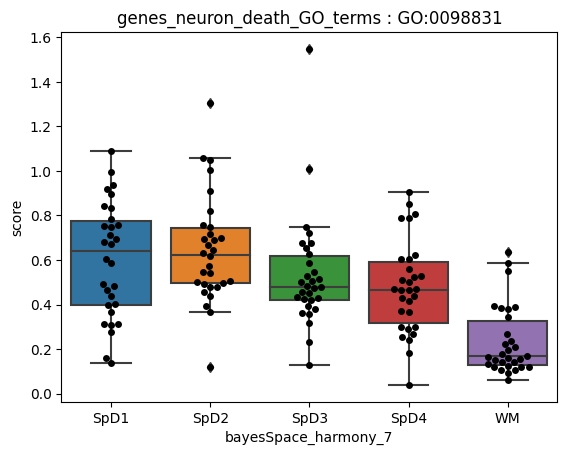 genes_neuron_death_GO_terms : GO:0098831
1.6
1.4
1.2
1.0
0.8
0.6
0.4
0.2
0.0
score
SpD1 SpD2 SpD3 SpD4 WM
bayesSpace_harmony_7